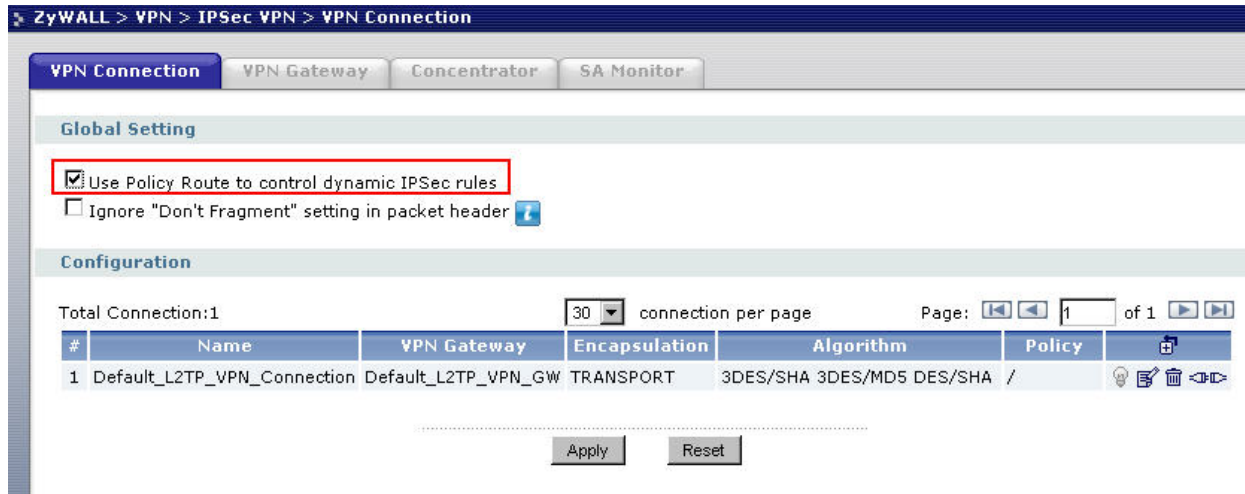 ZyWALL > VPN > IPSec VPN > VPN Connection
VPN Connection VPN Gateway Concentrator SA Monitor
Global Setting
Use Policy Route to control dynamic IPSec rules
Ignore "Don't Fragment" setting in packet header
Configuration
Total Connection:1 30 connection per page Page: 1 of 1
# Name VPN Gateway Encapsulation Algorithm Policy
1 Default_L2TP_VPN_Connection Default_L2TP_VPN_GW TRANSPORT 3DES/SHA 3DES/MD5 DES/SHA /
Apply Reset